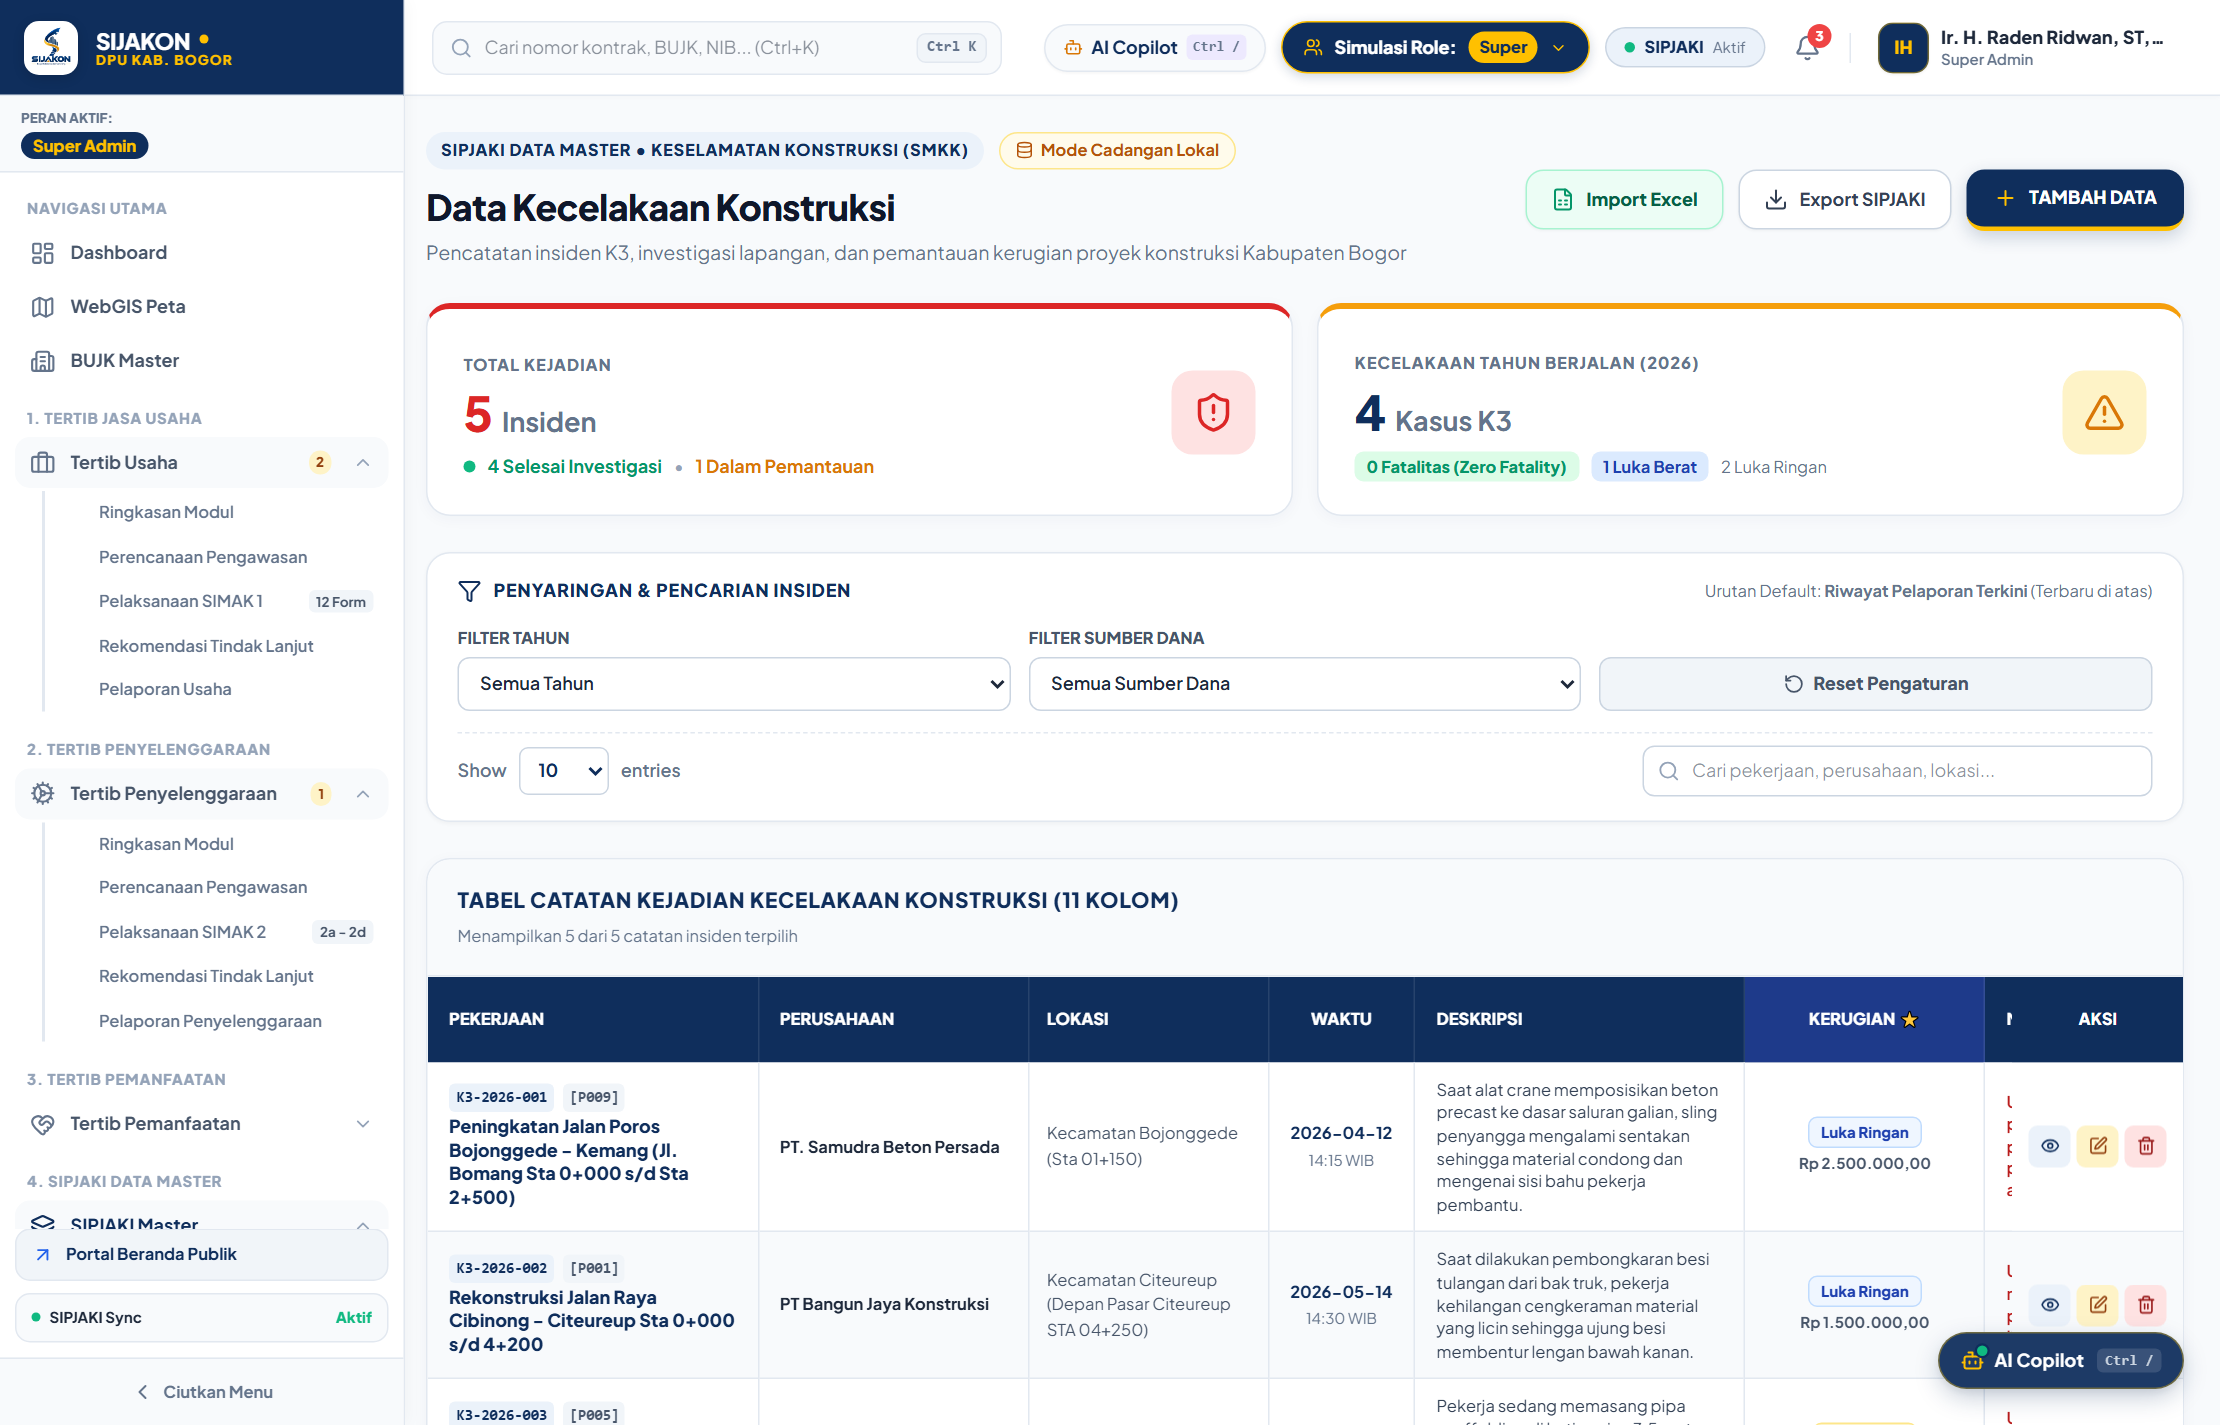 SIJAKON
DPU KAB. BOGOR
SIJAKON
Cari nomor kontrak, BUJK, NIB... (Ctrl+K)
Ctrl K
AI Copilot Ctrl /
Simulasi Role: Super
SIPJAKI Aktif
3
IH
Ir. H. Raden Ridwan, ST,...
Super Admin
PERAN AKTIF:
Super Admin
NAVIGASI UTAMA
Dashboard
WebGIS Peta
BUJK Master
1. TERTIB JASA USAHA
Tertib Usaha 2
Ringkasan Modul
Perencanaan Pengawasan
Pelaksanaan SIMAK 1 12 Form
Rekomendasi Tindak Lanjut
Pelaporan Usaha
2. TERTIB PENYELENGGARAAN
Tertib Penyelenggaraan 1
Ringkasan Modul
Perencanaan Pengawasan
Pelaksanaan SIMAK 2 2a - 2d
Rekomendasi Tindak Lanjut
Pelaporan Penyelenggaraan
3. TERTIB PEMANFAATAN
Tertib Pemanfaatan
4. SIPJAKI DATA MASTER
SIPJAKI Master
Portal Beranda Publik
SIPJAKI Sync Aktif
Ciutkan Menu
SIPJAKI DATA MASTER ● KESELAMATAN KONSTRUKSI (SMKK)
Mode Cadangan Lokal
Data Kecelakaan Konstruksi
Pencatatan insiden K3, investigasi lapangan, dan pemantauan kerugian proyek konstruksi Kabupaten Bogor
Import Excel
Export SIPJAKI
+ TAMBAH DATA
TOTAL KEJADIAN
5 Insiden
4 Selesai Investigasi • 1 Dalam Pemantauan
KECELAKAAN TAHUN BERJALAN (2026)
4 Kasus K3
0 Fatalitas (Zero Fatality) 1 Luka Berat 2 Luka Ringan
PENYARINGAN & PENCARIAN INSIDEN
Urutan Default: Riwayat Pelaporan Terkini (Terbaru di atas)
FILTER TAHUN
Semua Tahun
FILTER SUMBER DANA
Semua Sumber Dana
Reset Pengaturan
Show 10 entries
Cari pekerjaan, perusahaan, lokasi...
TABEL CATATAN KEJADIAN KECELAKAAN KONSTRUKSI (11 KOLOM)
Menampilkan 5 dari 5 catatan insiden terpilih
PEKERJAAN PERUSAHAAN LOKASI WAKTU DESKRIPSI KERUGIAN AKSI
K3-2026-001 [P009]
Peningkatan Jalan Poros
Bojonggede - Kemang (Jl.
Bomang Sta 0+000 s/d Sta
2+500)
PT. Samudra Beton Persada
Kecamatan Bojonggede
(Sta 01+150)
2026-04-12
14:15 WIB
Saat alat crane memposisikan beton
precast ke dasar saluran galian, sling
penyangga mengalami sentakan
sehingga material condong dan
mengenai sisi bahu pekerja
pembantu.
Luka Ringan
Rp 2.500.000,00
K3-2026-002 [P001]
Rekonstruksi Jalan Raya
Cibinong - Citeureup Sta 0+000
s/d 4+200
PT Bangun Jaya Konstruksi
Kecamatan Citeureup
(Depan Pasar Citeureup
STA 04+250)
2026-05-14
14:30 WIB
Saat dilakukan pembongkaran besi
tulangan dari bak truk, pekerja
kehilangan cengkeraman material
yang licin sehingga ujung besi
membentur lengan bawah kanan.
Luka Ringan
Rp 1.500.000,00
K3-2026-003 [P005]
Pekerja sedang memasang pipa
AI Copilot Ctrl /